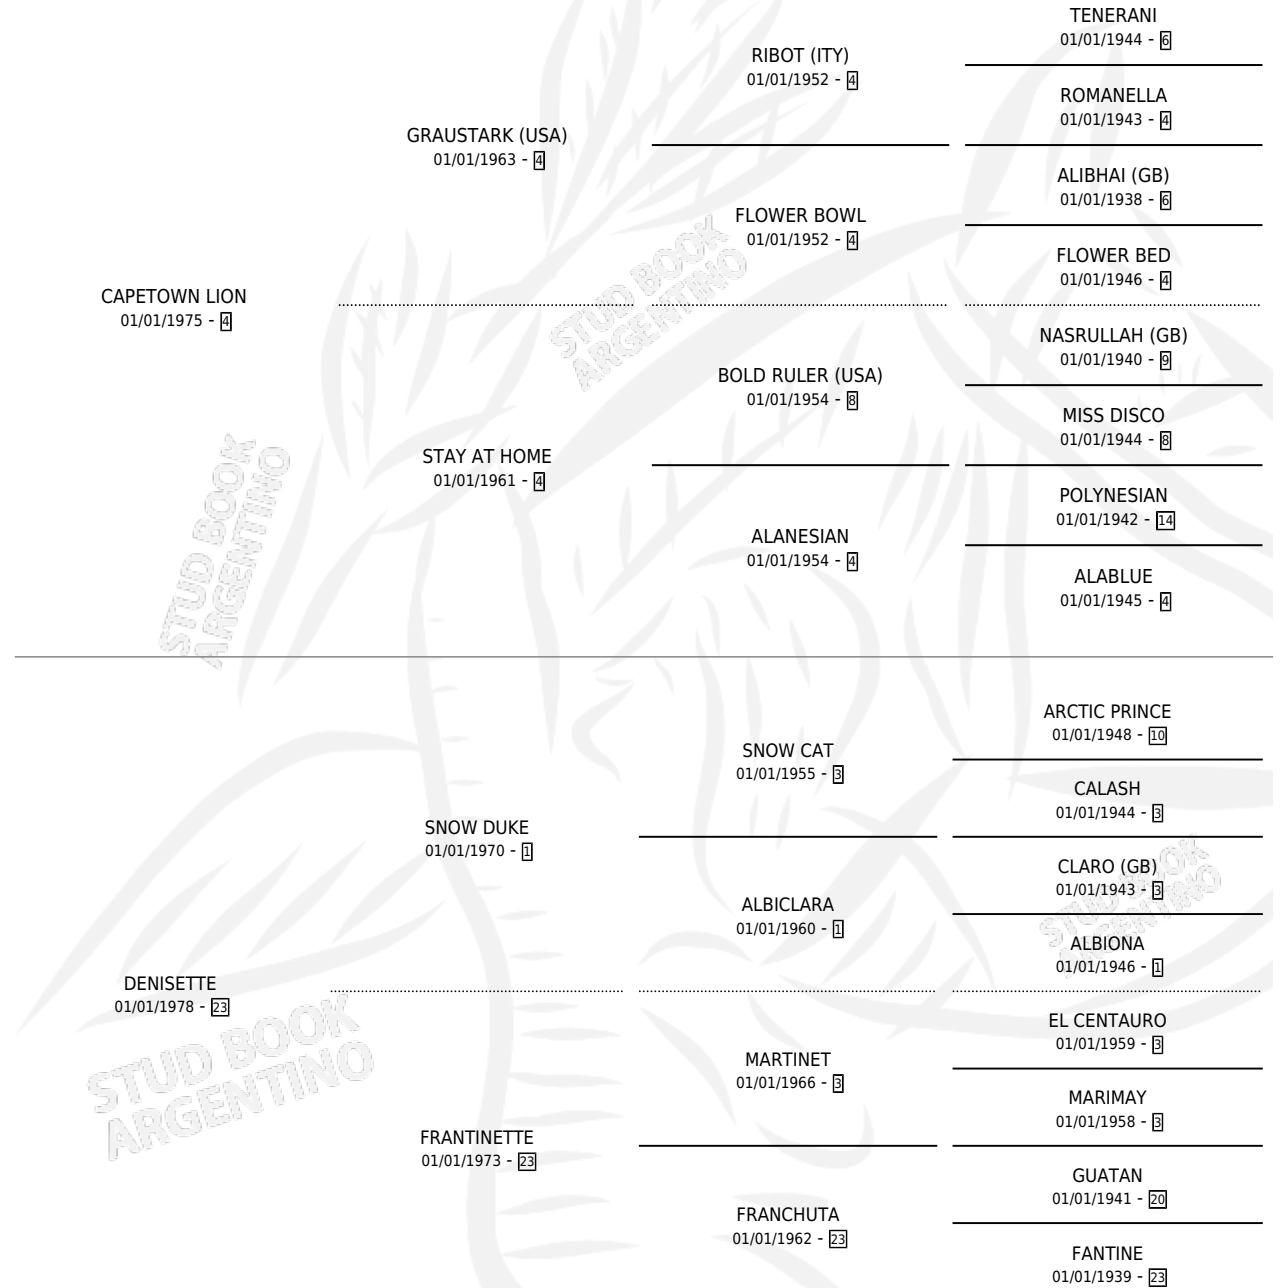 TENERANI
01/01/1944 - 6
RIBOT (ITY)
01/01/1952 - 4
ROMANELLA
01/01/1943 - 4
GRAUSTARK (USA)
01/01/1963 - 4
ALIBHAI (GB)
01/01/1938 - 6
FLOWER BOWL
01/01/1952 - 4
FLOWER BED
01/01/1946 - 4
CAPETOWN LION
01/01/1975 - 4
NASRULLAH (GB)
01/01/1940 - 9
BOLD RULER (USA)
01/01/1954 - 8
MISS DISCO
01/01/1944 - 8
STAY AT HOME
01/01/1961 - 4
POLYNESIAN
01/01/1942 - 14
ALANESIAN
01/01/1954 - 4
ALABLUE
01/01/1945 - 4
STUD BOOK
ARGENTINO
STUD BOOK
ARGENTINO
ARCTIC PRINCE
01/01/1948 - 10
SNOW CAT
01/01/1955 - 3
CALASH
01/01/1944 - 3
SNOW DUKE
01/01/1970 - 1
CLARO (GB)
01/01/1943 - 3
ALBICLARA
01/01/1960 - 1
ALBIONA
01/01/1946 - 1
DENISETTE
01/01/1978 - 23
EL CENTAURO
01/01/1959 - 3
MARTINET
01/01/1966 - 3
MARIMAY
01/01/1958 - 3
FRANTINETTE
01/01/1973 - 23
GUATAN
01/01/1941 - 20
FRANCHUTA
01/01/1962 - 23
FANTINE
01/01/1939 - 23
STUD BOOK
ARGENTINO
STUD BOOK
ARGENTINO